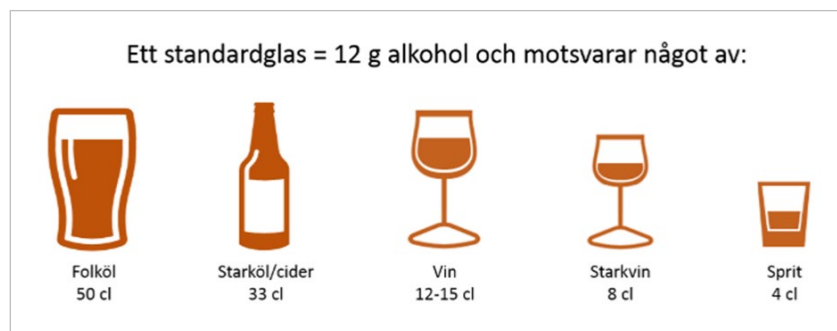 Ett standardglas = 12 g alkohol och motsvarar något av:
Folköl
50 cl
Starköl/cider
33 cl
Vin
12-15 cl
Starkvin
8 cl
Sprit
4 cl